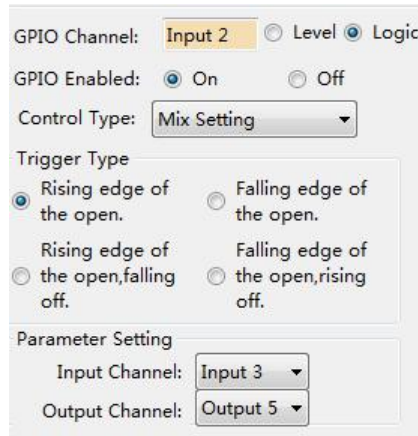 GPIO Channel: Input 2 Level Logic
GPIO Enabled: On Off
Control Type: Mix Setting
Trigger Type
Rising edge of the open. Falling edge of the open.
Rising edge of the open,falling off. Falling edge of the open,rising off.
Parameter Setting
Input Channel: Input 3
Output Channel: Output 5